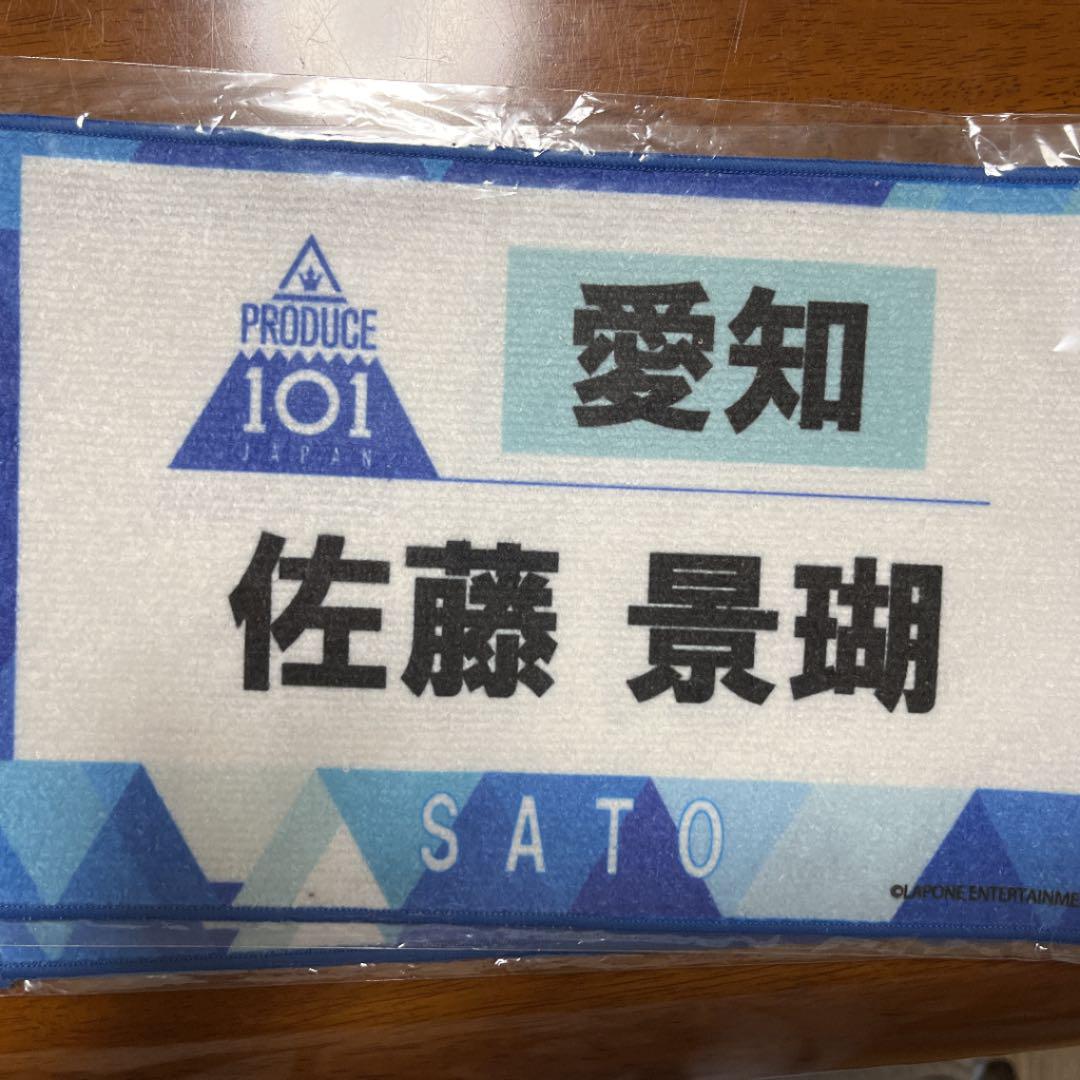 PRODUCE
101
JAPAN
愛知
佐藤 景瑚
SATO
©LAPONE ENTERTAINME